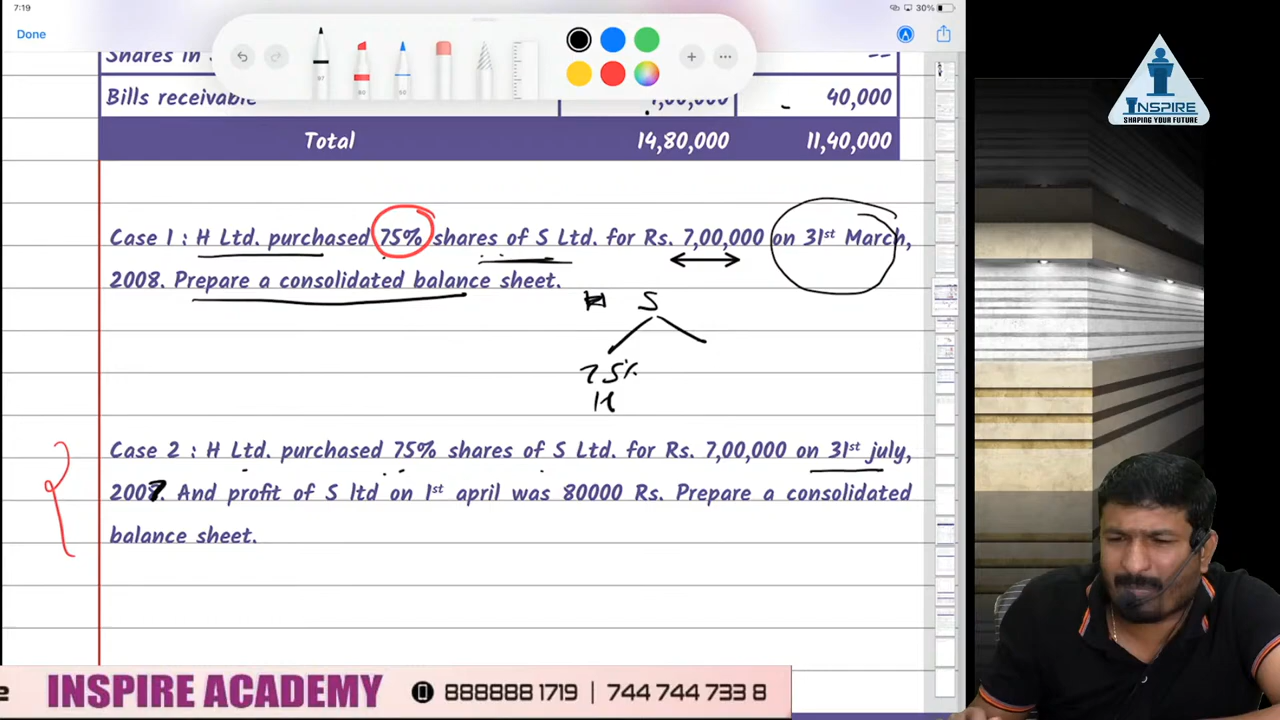 7:19
30%
Done
Shares in
--
Bills receivable 1,00,000 40,000
Total 14,80,000 11,40,000
INSPIRE
SHAPING YOUR FUTURE
Case 1 : H Ltd. purchased 75% shares of S Ltd. for Rs. 7,00,000 on 31st March,
2008. Prepare a consolidated balance sheet.
H S
75%
H
Case 2 : H Ltd. purchased 75% shares of S Ltd. for Rs. 7,00,000 on 31st july,
2007. And profit of S ltd on 1st april was 80000 Rs. Prepare a consolidated
balance sheet.
INSPIRE ACADEMY 888888 1719 | 744 744 733 8